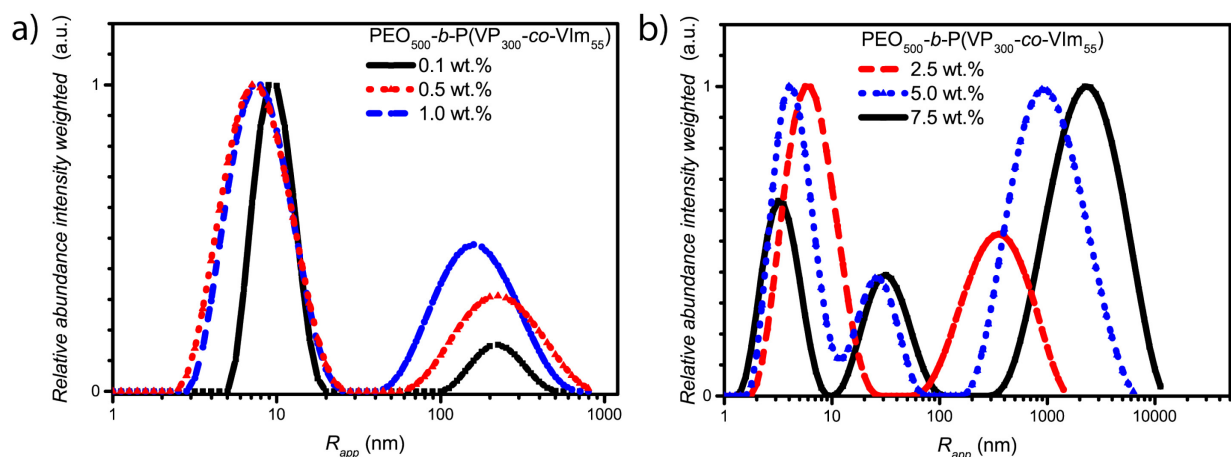 a)
PEO500-b-P(VP300-co-VIm55)
0.1 wt.%
0.5 wt.%
1.0 wt.%
Relative abundance intensity weighted (a.u.)
1
0
1 10 100 1000
Rapp (nm)
b)
PEO500-b-P(VP300-co-VIm55)
2.5 wt.%
5.0 wt.%
7.5 wt.%
Relative abundance intensity weighted (a.u.)
1
0
1 10 100 1000 10000
Rapp (nm)